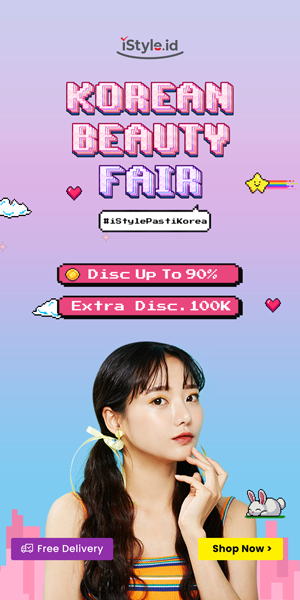 iStyle.id
KOREAN
BEAUTY
FAIR
#iStylePastiKorea
Disc Up To 90%
Extra Disc. 100K
Free Delivery
Shop Now >